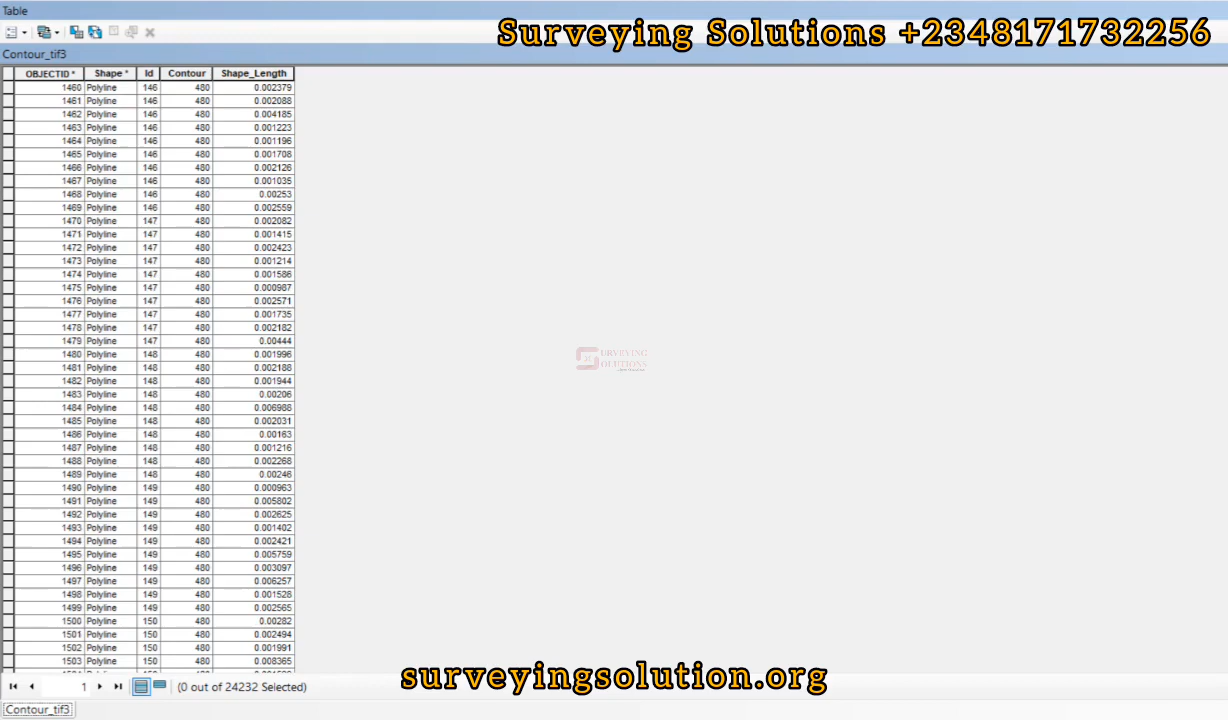 Table
Surveying Solutions +2348171732256
Contour_tif3
OBJECTID * Shape * Id Contour Shape_Length
1460 Polyline 146 480 0.002379
1461 Polyline 146 480 0.002088
1462 Polyline 146 480 0.004185
1463 Polyline 146 480 0.001223
1464 Polyline 146 480 0.001196
1465 Polyline 146 480 0.001708
1466 Polyline 146 480 0.002126
1467 Polyline 146 480 0.001035
1468 Polyline 146 480 0.00253
1469 Polyline 146 480 0.002559
1470 Polyline 147 480 0.002082
1471 Polyline 147 480 0.001415
1472 Polyline 147 480 0.002423
1473 Polyline 147 480 0.001214
1474 Polyline 147 480 0.001586
1475 Polyline 147 480 0.000987
1476 Polyline 147 480 0.002571
1477 Polyline 147 480 0.001735
1478 Polyline 147 480 0.002182
1479 Polyline 147 480 0.00444
1480 Polyline 148 480 0.001996
1481 Polyline 148 480 0.002188
1482 Polyline 148 480 0.001944
1483 Polyline 148 480 0.00206
1484 Polyline 148 480 0.006988
1485 Polyline 148 480 0.002031
1486 Polyline 148 480 0.00163
1487 Polyline 148 480 0.001216
1488 Polyline 148 480 0.002268
1489 Polyline 148 480 0.00246
1490 Polyline 149 480 0.000963
1491 Polyline 149 480 0.005802
1492 Polyline 149 480 0.002625
1493 Polyline 149 480 0.001402
1494 Polyline 149 480 0.002421
1495 Polyline 149 480 0.005759
1496 Polyline 149 480 0.003097
1497 Polyline 149 480 0.006257
1498 Polyline 149 480 0.001528
1499 Polyline 149 480 0.002565
1500 Polyline 150 480 0.00282
1501 Polyline 150 480 0.002494
1502 Polyline 150 480 0.001991
1503 Polyline 150 480 0.008365
URVEYING
OLUTIONS
surveyingsolution.org
1 (0 out of 24232 Selected)
Contour_tif3